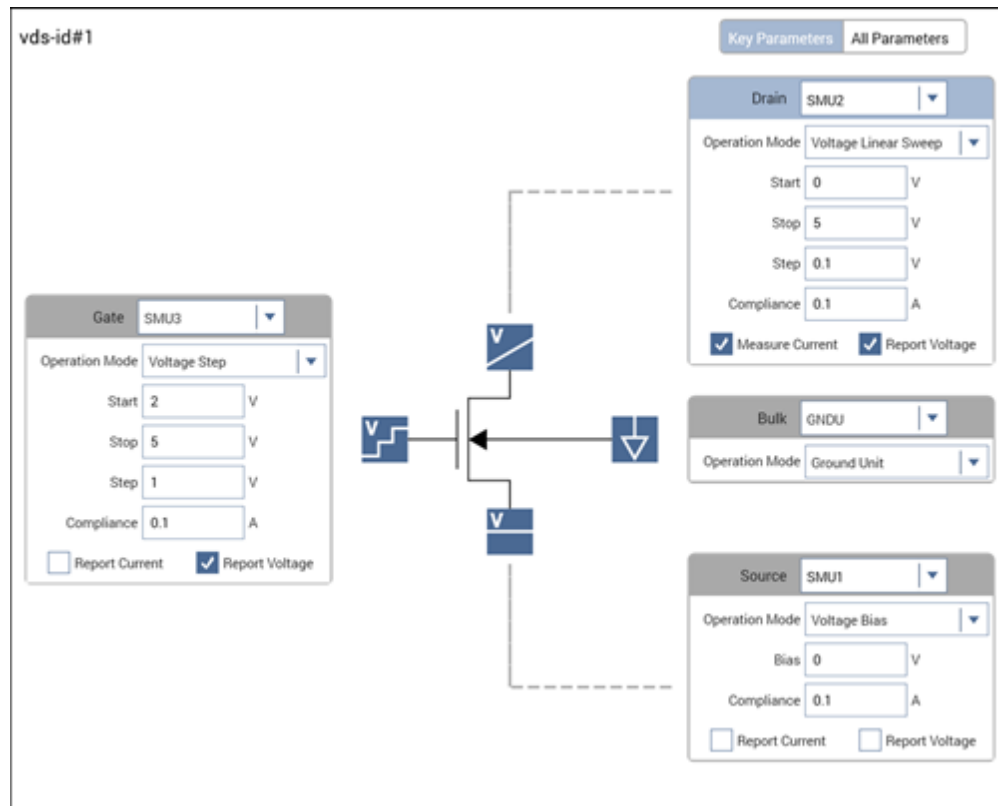 vds-id#1
Key Parameters All Parameters
Drain SMU2
Operation Mode Voltage Linear Sweep
Start 0 V
Stop 5 V
Step 0.1 V
Compliance 0.1 A
Measure Current Report Voltage
Gate SMU3
Operation Mode Voltage Step
Start 2 V
Stop 5 V
Step 1 V
Compliance 0.1 A
Report Current Report Voltage
V
V
V
Bulk GNDU
Operation Mode Ground Unit
Source SMU1
Operation Mode Voltage Bias
Bias 0 V
Compliance 0.1 A
Report Current Report Voltage